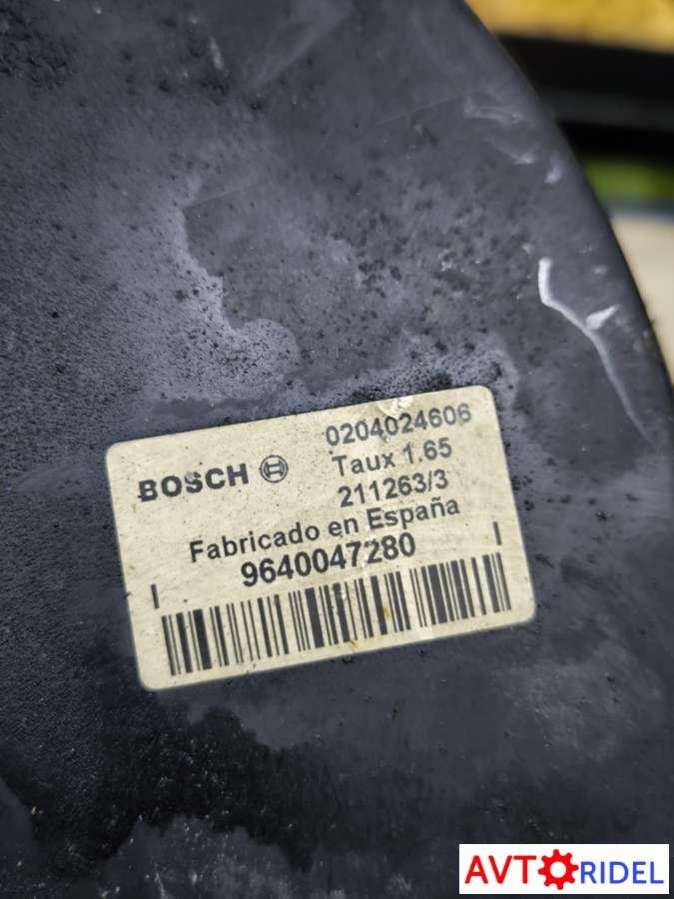 BOSCH
0204024606
Taux 1.65
211263/3
Fabricado en España
9640047280
AVTORIDEL